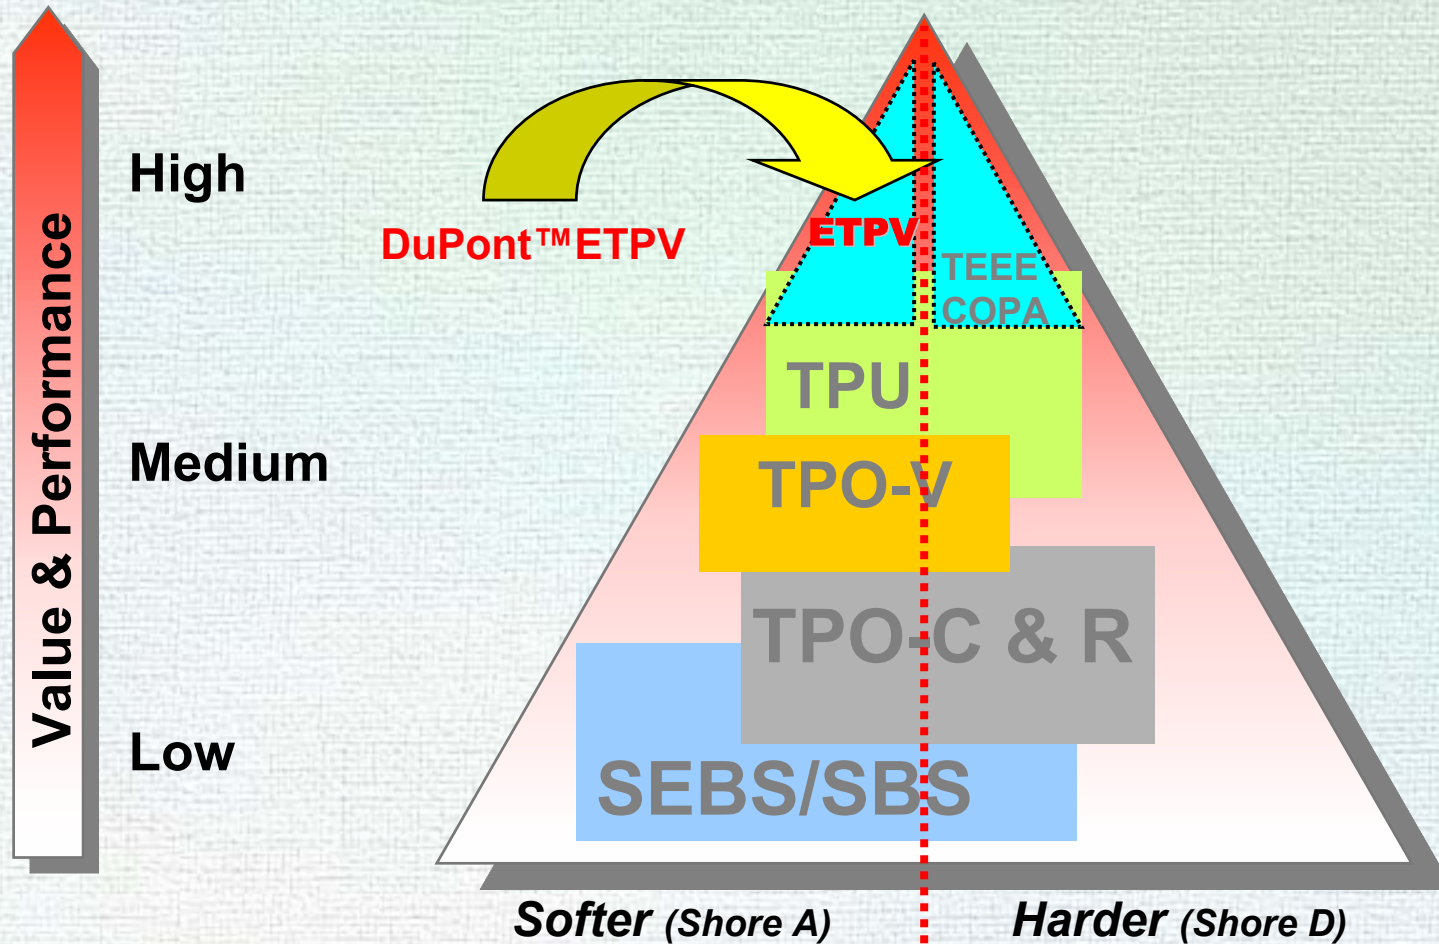 Value & Performance
High
Medium
Low
DuPont™ETPV
ETPV
TEEE
COPA
TPU
TPO-V
TPO-C & R
SEBS/SBS
Softer (Shore A)
Harder (Shore D)